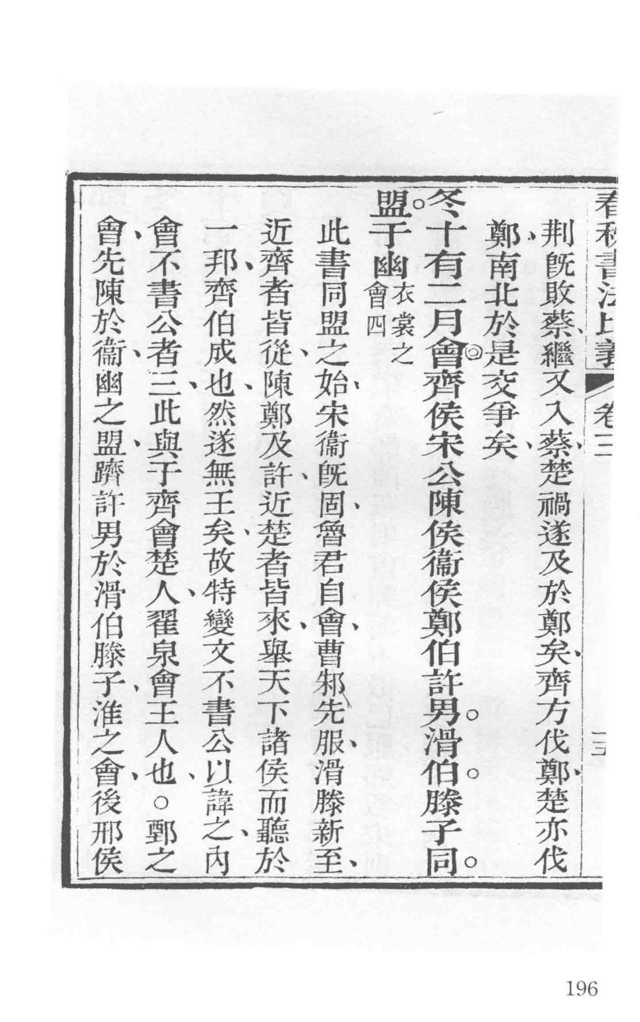 春秋書法比義 卷三 十五
荆旣敗蔡繼又入蔡楚禍遂及於鄭矣齊方伐鄭楚亦伐
鄭南北於是交爭矣
冬十有二月會齊侯宋公陳侯衞侯鄭伯許男滑伯滕子同
盟于幽衣裳之會四
此書同盟之始宋衞旣固魯君自會曹邾先服滑滕新至
近齊者皆從陳鄭及許近楚者皆來舉天下諸侯而聽於
一邦齊伯成也然遂無王矣故特變文不書公以諱之內
會不書公者三此與于齊會楚人翟泉會王人也○鄄之
會先陳於衞幽之盟躋許男於滑伯滕子淮之會後邢侯
196